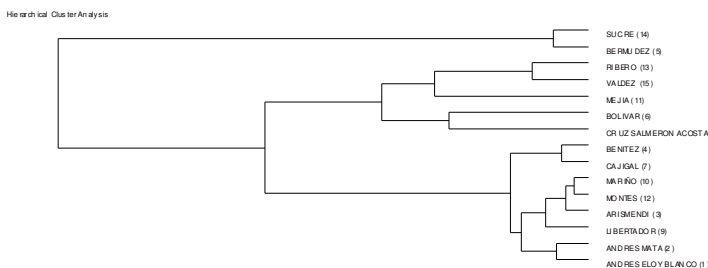 Hierarchical Cluster Analysis
SUCRE (14)
BERMUDEZ (5)
RIBERO (13)
VALDEZ (15)
MEJIA (11)
BOLIVAR (6)
CRUZ SALMERON ACOSTA
BENITEZ (4)
CAJIGAL (7)
MARIÑO (10)
MONTES (12)
ARISMENDI (3)
LIBERTADOR (9)
ANDRES MATA (2)
ANDRES ELOY BLANCO (1